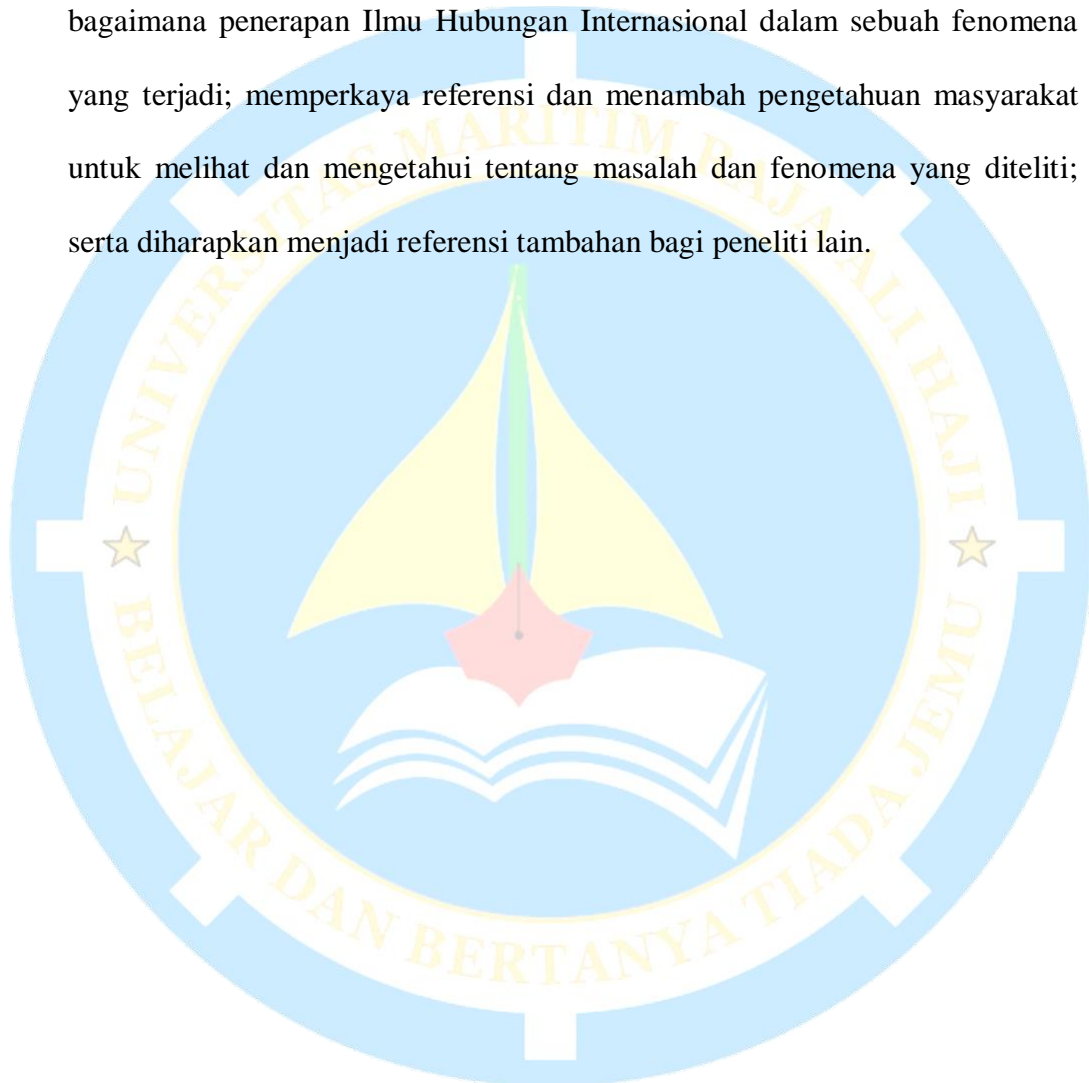 bagaimana penerapan Ilmu Hubungan Internasional dalam sebuah fenomena
yang terjadi; memperkaya referensi dan menambah pengetahuan masyarakat
untuk melihat dan mengetahui tentang masalah dan fenomena yang diteliti;
serta diharapkan menjadi referensi tambahan bagi peneliti lain.
UNIVERSITAS MARITIM RAJA ALI HAJI
BELAJAR DAN BERTANYA TIADA JEMU